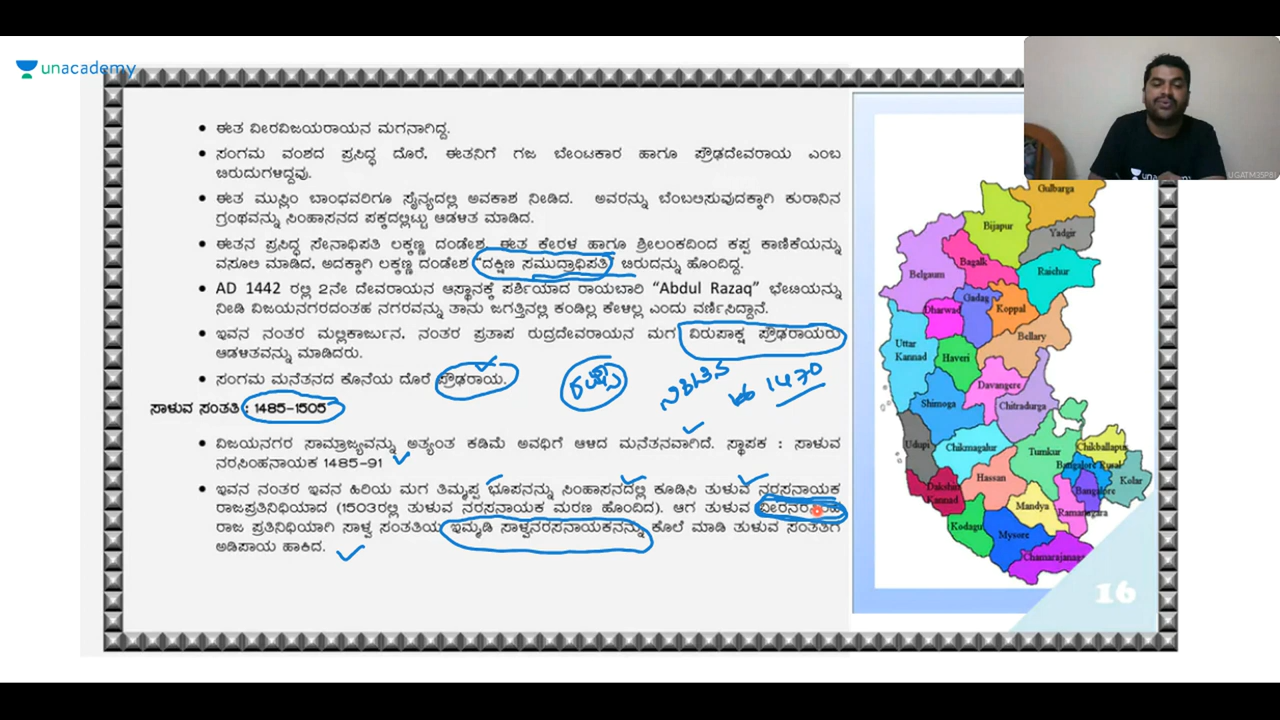 unacademy
• ಈತ ವೀರವಿಜಯರಾಯನ ಮಗನಾಗಿದ್ದ.
• ಸಂಗಮ ವಂಶದ ಪ್ರಸಿದ್ಧ ದೊರೆ, ಈತನಿಗೆ ಗಜ ಬೇಂಟಕಾರ ಹಾಗೂ ಪ್ರೌಢದೇವರಾಯ ಎಂಬ
ಬಿರುದುಗಳಿದ್ದವು.
• ಈತ ಮುಸ್ಲಿಂ ಬಾಂಧವರಿಗೂ ಸೈನ್ಯದಲ್ಲಿ ಅವಕಾಶ ನೀಡಿದ. ಅವರನ್ನು ಬೆಂಬಲಿಸುವುದಕ್ಕಾಗಿ ಕುರಾನಿನ
ಗ್ರಂಥವನ್ನು ಸಿಂಹಾಸನದ ಪಕ್ಕದಲ್ಲಿಟ್ಟು ಆಡಳಿತ ಮಾಡಿದ.
• ಈತನ ಪ್ರಸಿದ್ಧ ಸೇನಾಧಿಪತಿ ಲಕ್ಕಣ್ಣ ದಂಡೇಶ. ಈತ ಕೇರಳ ಹಾಗೂ ಶ್ರೀಲಂಕದಿಂದ ಕಪ್ಪ ಕಾಣಿಕೆಯನ್ನು
ವಸೂಲಿ ಮಾಡಿದ, ಅದಕ್ಕಾಗಿ ಲಕ್ಕಣ್ಣ ದಂಡೇಶ "ದಕ್ಷಿಣ ಸಮುದ್ರಾಧಿಪತಿ" ಬಿರುದನ್ನು ಹೊಂದಿದ್ದ.
• AD 1442 ರಲ್ಲಿ 2ನೇ ದೇವರಾಯನ ಆಸ್ಥಾನಕ್ಕೆ ಪರ್ಶಿಯಾದ ರಾಯಬಾರಿ “Abdul Razaq” ಭೇಟಿಯನ್ನು
ನೀಡಿ ವಿಜಯನಗರದಂತಹ ನಗರವನ್ನು ತಾನು ಜಗತ್ತಿನಲ್ಲಿ ಕಂಡಿಲ್ಲ ಕೇಳಿಲ್ಲ ಎಂದು ವರ್ಣಿಸಿದ್ದಾನೆ.
• ಇವನ ನಂತರ ಮಲ್ಲಿಕಾರ್ಜುನ, ನಂತರ ಪ್ರತಾಪ ರುದ್ರದೇವರಾಯನ ಮಗ ವಿರುಪಾಕ್ಷ ಪ್ರೌಢರಾಯರು
ಆಡಳಿತವನ್ನು ಮಾಡಿದರು.
• ಸಂಗಮ ಮನೆತನದ ಕೊನೆಯ ದೊರೆ ಪ್ರೌಢರಾಯ.
1470
ಸಾಳುವ ಸಂತತಿ : 1485-1505
• ವಿಜಯನಗರ ಸಾಮ್ರಾಜ್ಯವನ್ನು ಅತ್ಯಂತ ಕಡಿಮೆ ಅವಧಿಗೆ ಆಳಿದ ಮನೆತನವಾಗಿದೆ. ಸ್ಥಾಪಕ : ಸಾಳುವ
ನರಸಿಂಹನಾಯಕ 1485-91
• ಇವನ ನಂತರ ಇವನ ಹಿರಿಯ ಮಗ ತಿಮ್ಮಪ್ಪ ಭೂಪನನ್ನು ಸಿಂಹಾಸನದಲ್ಲಿ ಕೂಡಿಸಿ ತುಳುವ ನರಸನಾಯಕ
ರಾಜಪ್ರತಿನಿಧಿಯಾದ (1503ರಲ್ಲಿ ತುಳುವ ನರಸನಾಯಕ ಮರಣ ಹೊಂದಿದ). ಆಗ ತುಳುವ
ರಾಜ ಪ್ರತಿನಿಧಿಯಾಗಿ ಸಾಳ್ವ ಸಂತತಿಯ ಇಮ್ಮಡಿ ಸಾಳ್ವನರಸನಾಯಕನನ್ನು ಕೊಲೆ ಮಾಡಿ ತುಳುವ ಸಂತತಿಗೆ
ಅಡಿಪಾಯ ಹಾಕಿದ.
unacademy
Gulbarga
Bijapur
Yadgir
Bagalk
Raichur
Belgaum
Gadag
Dharwad
Koppal
Bellary
Uttar
Kannad
Haveri
Davangere
Shimoga
Chitradurga
Udupi
Chikmagalur
Tumkur
Chikballapur
Bangalore Rural
Kolar
Hassan
Dakshin
Kannad
Bangalore
Mandya
Ramanagara
Kodagu
Mysore
Chamarajanagar
16